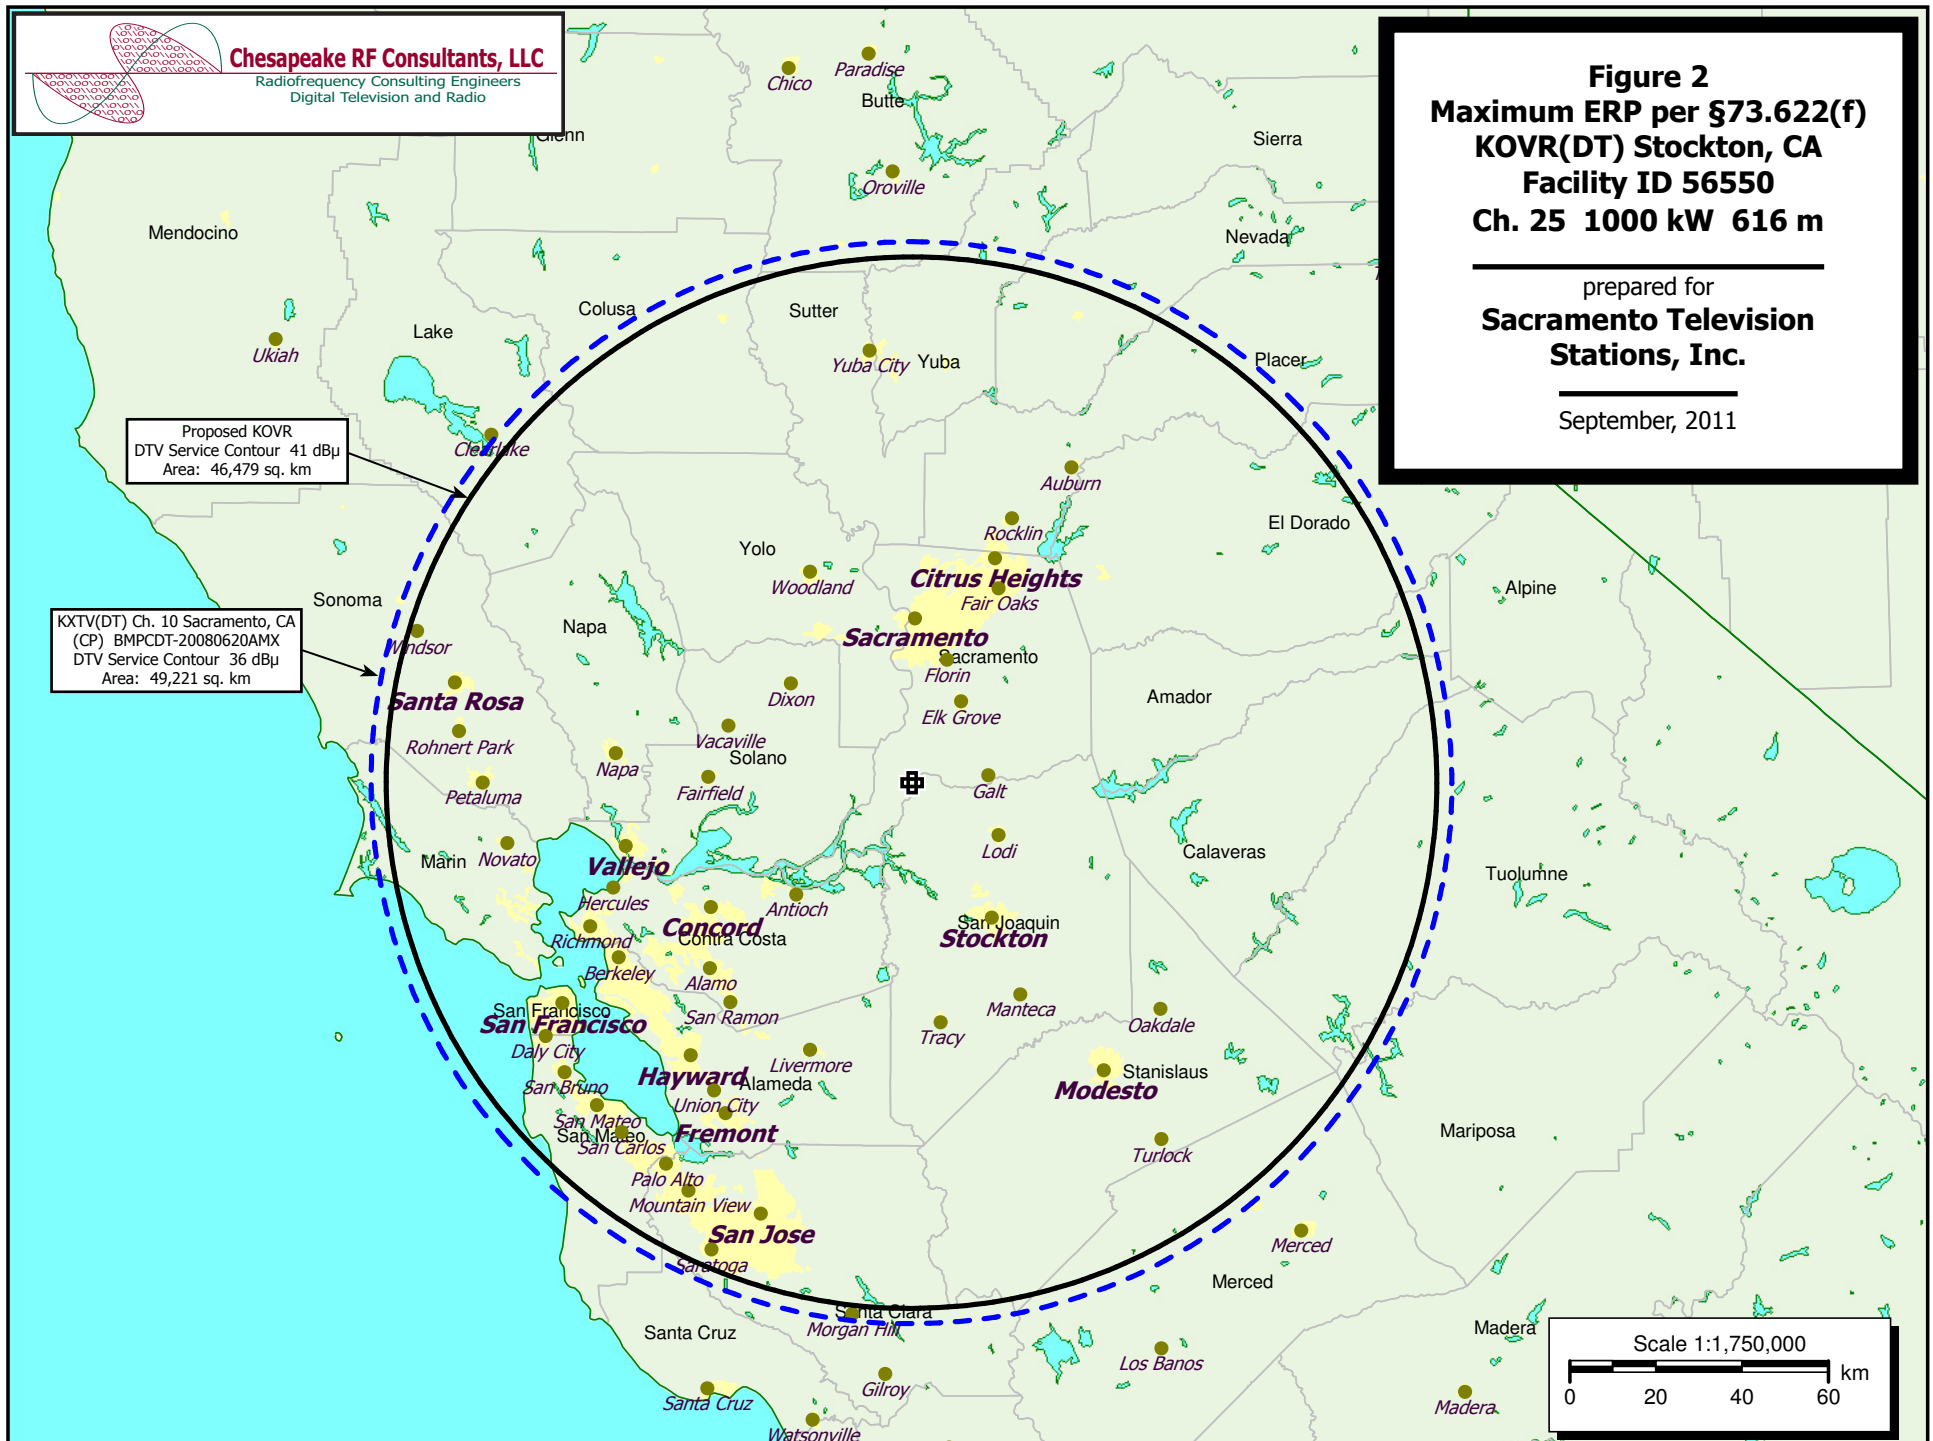 Chesapeake RF Consultants, LLC
Radiofrequency Consulting Engineers
Digital Television and Radio
Figure 2
Maximum ERP per §73.622(f)
KOVR(DT) Stockton, CA
Facility ID 56550
Ch. 25 1000 kW 616 m
prepared for
Sacramento Television
Stations, Inc.
September, 2011
Chico
Paradise
Butte
Glenn
Sierra
Oroville
Mendocino
Nevada
Colusa
Sutter
Lake
Ukiah
Yuba City
Yuba
Placer
Proposed KOVR
DTV Service Contour 41 dBµ
Area: 46,479 sq. km
Clearlake
Auburn
Rocklin
El Dorado
Yolo
Woodland
Citrus Heights
Fair Oaks
Alpine
Sonoma
KXTV(DT) Ch. 10 Sacramento, CA
(CP) BMPCDT-20080620AMX
DTV Service Contour 36 dBµ
Area: 49,221 sq. km
Napa
Windsor
Sacramento
Sacramento
Florin
Santa Rosa
Dixon
Amador
Elk Grove
Rohnert Park
Vacaville
Solano
Napa
Petaluma
Fairfield
Galt
Marin
Novato
Vallejo
Lodi
Calaveras
Tuolumne
Hercules
Antioch
Richmond
Concord
Contra Costa
San Joaquin
Stockton
Berkeley
Alamo
San Francisco
San Francisco
San Ramon
Manteca
Oakdale
Tracy
Daly City
Livermore
Hayward
Alameda
San Bruno
Union City
Modesto
Stanislaus
San Mateo
San Mateo
San Carlos
Fremont
Turlock
Mariposa
Palo Alto
Mountain View
San Jose
Saratoga
Merced
Merced
Santa Clara
Morgan Hill
Santa Cruz
Madera
Los Banos
Gilroy
Santa Cruz
Madera
Watsonville
Scale 1:1,750,000
km
0 20 40 60